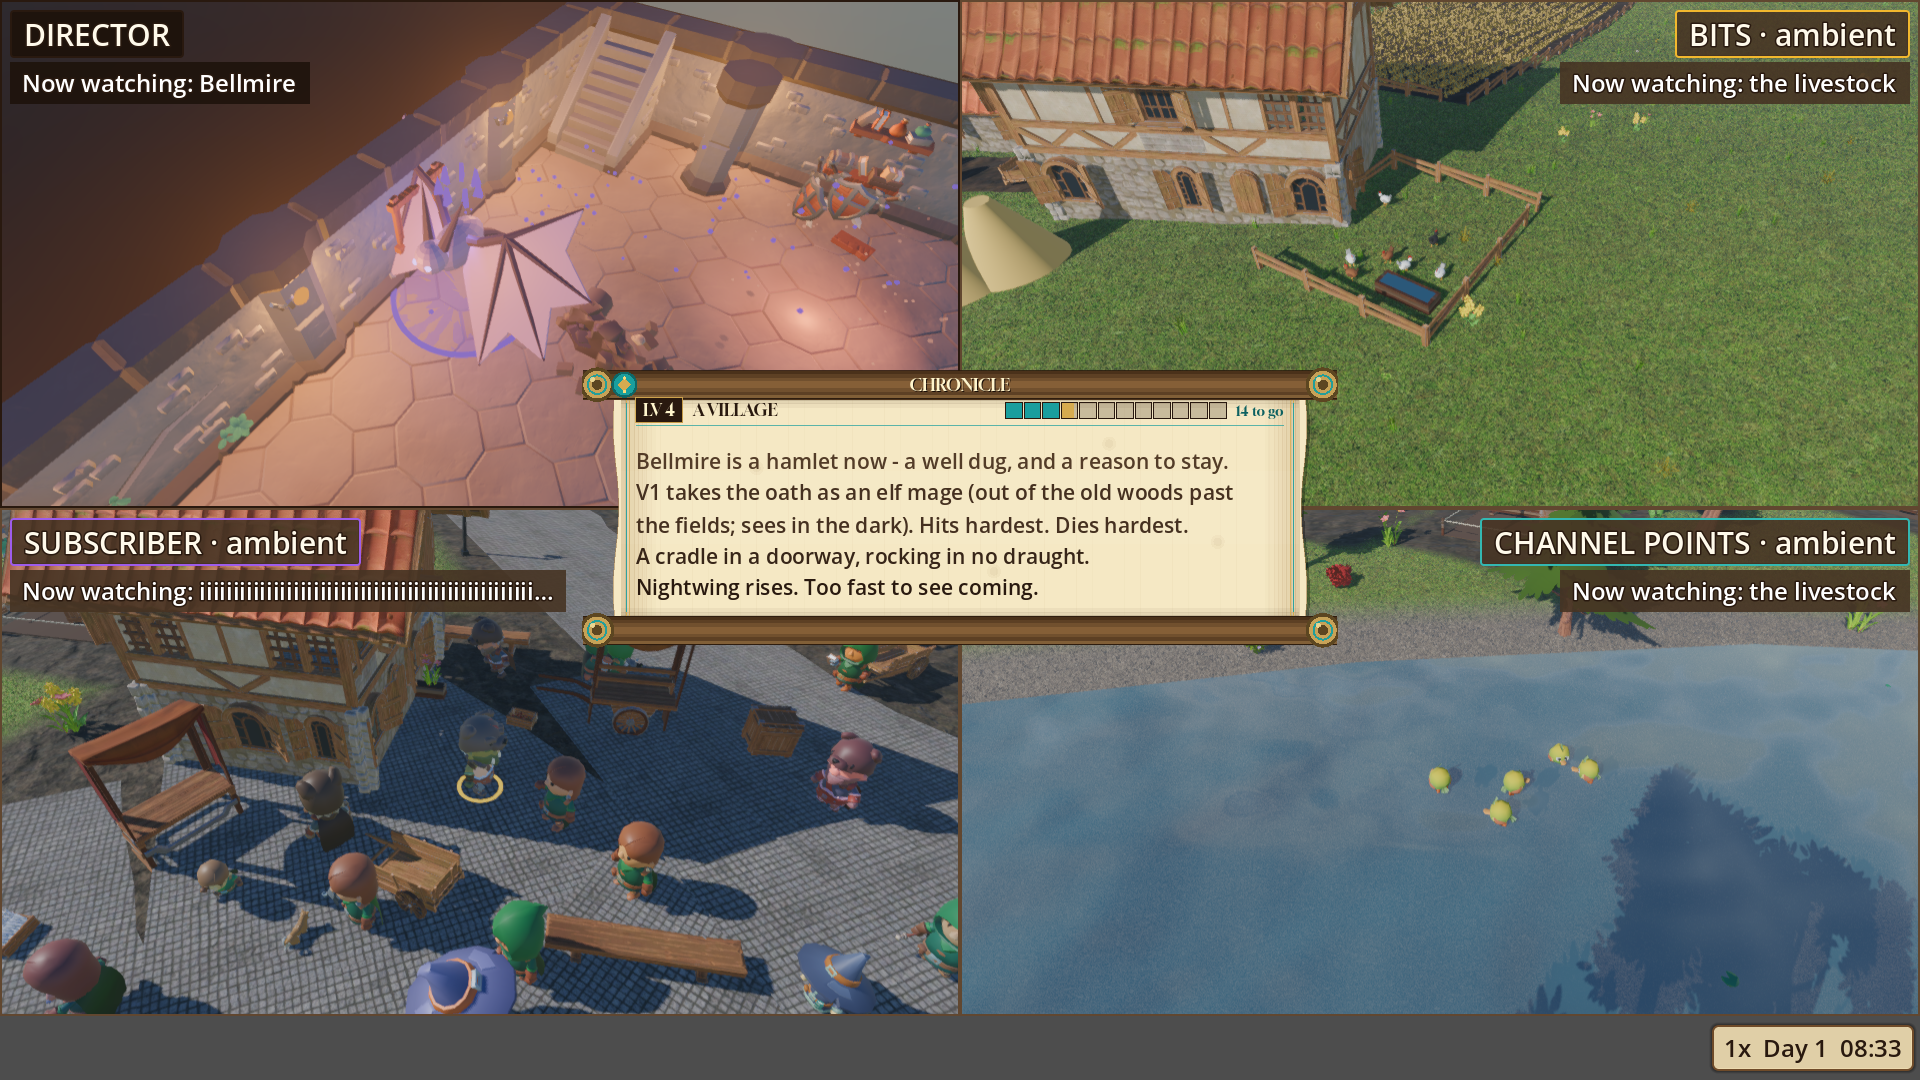 DIRECTOR
Now watching: Bellmire
BITS · ambient
Now watching: the livestock
CHRONICLE
LV 4 A VILLAGE 14 to go
Bellmire is a hamlet now - a well dug, and a reason to stay.
V1 takes the oath as an elf mage (out of the old woods past
the fields; sees in the dark). Hits hardest. Dies hardest.
A cradle in a doorway, rocking in no draught.
Nightwing rises. Too fast to see coming.
SUBSCRIBER · ambient
Now watching: iiiiiiiiiiiiiiiiiiiiiiiiiiiiiiiiiiiiiiiiiiiiiiiiii...
CHANNEL POINTS · ambient
Now watching: the livestock
1x Day 1 08:33